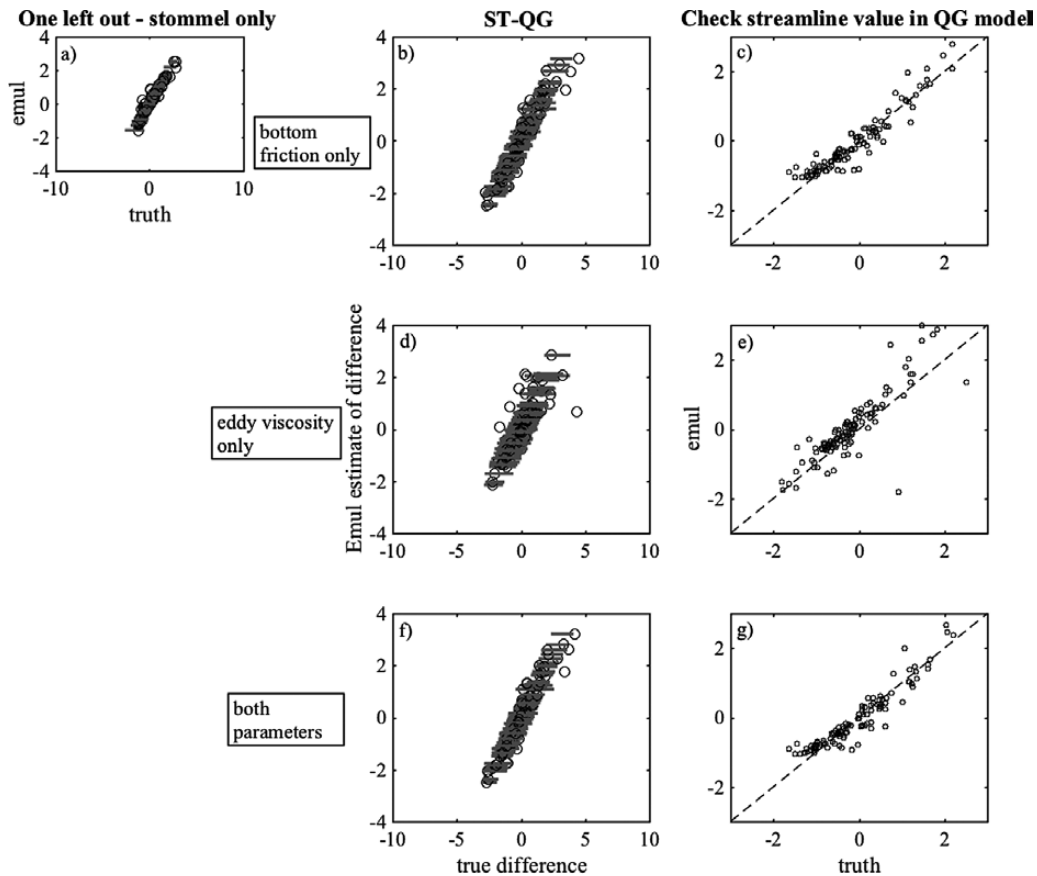 One left out - stommel only
ST-QG
Check streamline value in QG model
a)
4
2
0
-2
-4
emul
-10
0
10
truth
bottom
friction only
b)
4
2
0
-2
-4
-10
-5
0
5
10
c)
2
0
-2
-2
0
2
eddy viscosity
only
d)
4
2
0
-2
-4
Emul estimate of difference
-10
-5
0
5
10
e)
2
0
-2
emul
-2
0
2
both
parameters
f)
4
2
0
-2
-4
-10
-5
0
5
10
true difference
g)
2
0
-2
-2
0
2
truth